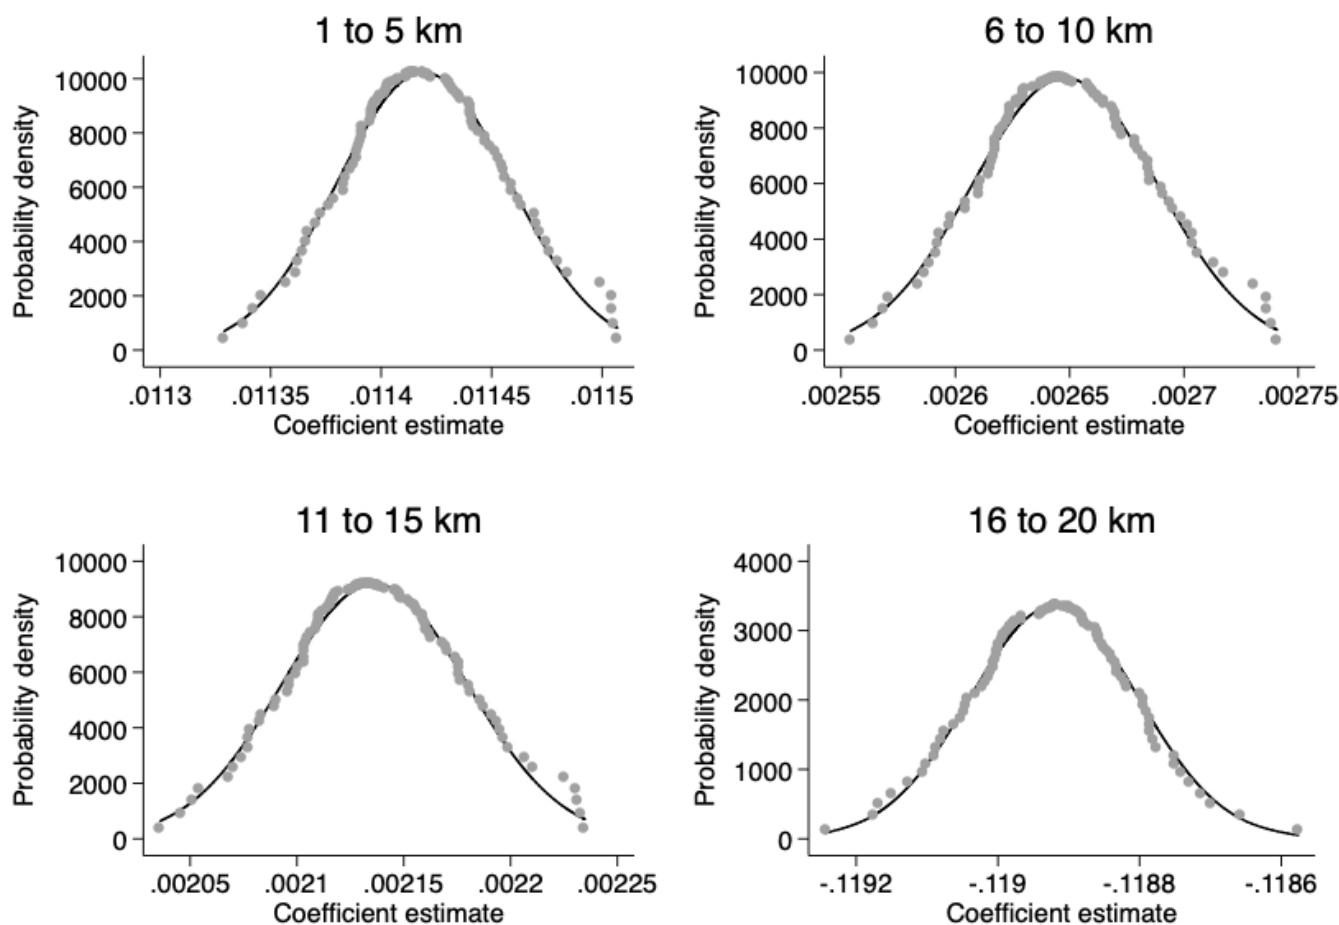 1 to 5 km
Probability density
10000
8000
6000
4000
2000
0
.0113 .01135 .0114 .01145 .0115
Coefficient estimate
6 to 10 km
Probability density
10000
8000
6000
4000
2000
0
.00255 .0026 .00265 .0027 .00275
Coefficient estimate
11 to 15 km
Probability density
10000
8000
6000
4000
2000
0
.00205 .0021 .00215 .0022 .00225
Coefficient estimate
16 to 20 km
Probability density
4000
3000
2000
1000
0
-.1192 -.119 -.1188 -.1186
Coefficient estimate